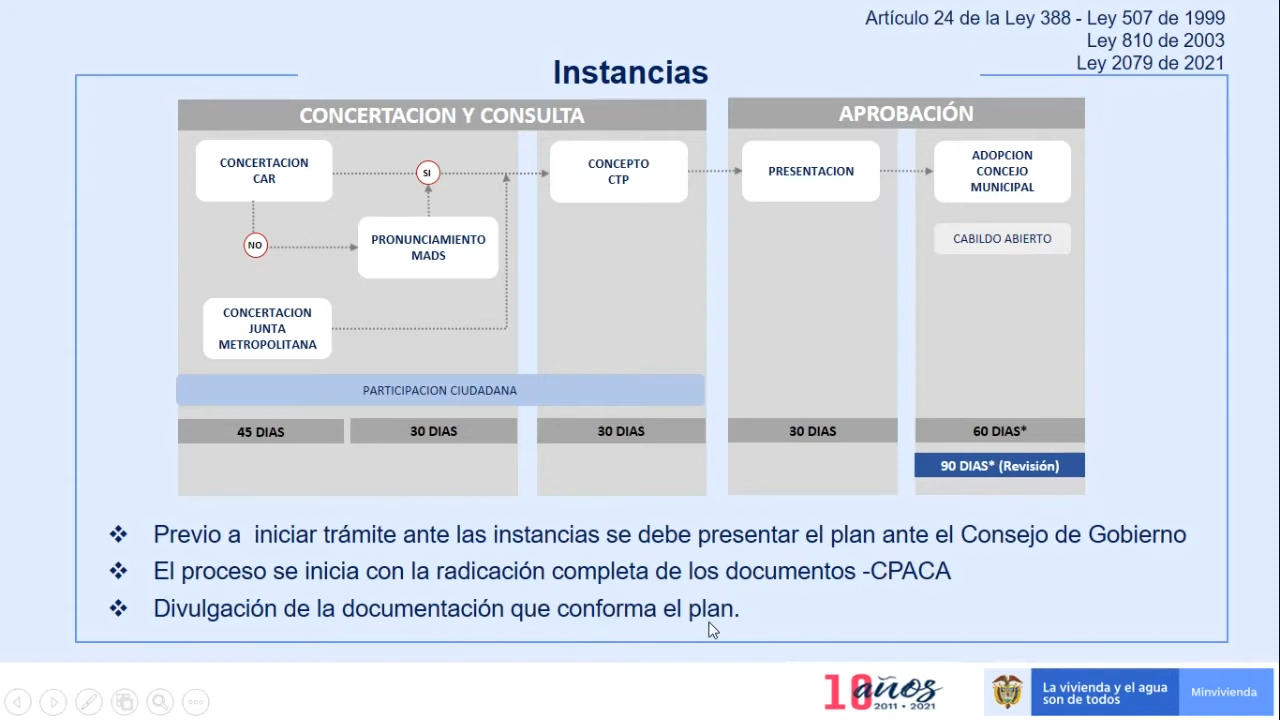 Artículo 24 de la Ley 388 - Ley 507 de 1999
Ley 810 de 2003
Ley 2079 de 2021
Instancias
CONCERTACION Y CONSULTA
APROBACIÓN
CONCERTACION
CAR
SI
CONCEPTO
CTP
PRESENTACION
ADOPCION
CONCEJO
MUNICIPAL
NO
PRONUNCIAMIENTO
MADS
CABILDO ABIERTO
CONCERTACION
JUNTA
METROPOLITANA
PARTICIPACION CIUDADANA
45 DIAS
30 DIAS
30 DIAS
30 DIAS
60 DIAS*
90 DIAS* (Revisión)
❖ Previo a  iniciar trámite ante las instancias se debe presentar el plan ante el Consejo de Gobierno
❖ El proceso se inicia con la radicación completa de los documentos -CPACA
❖ Divulgación de la documentación que conforma el plan.
10 años
2011 • 2021
La vivienda y el agua
son de todos
Minvivienda